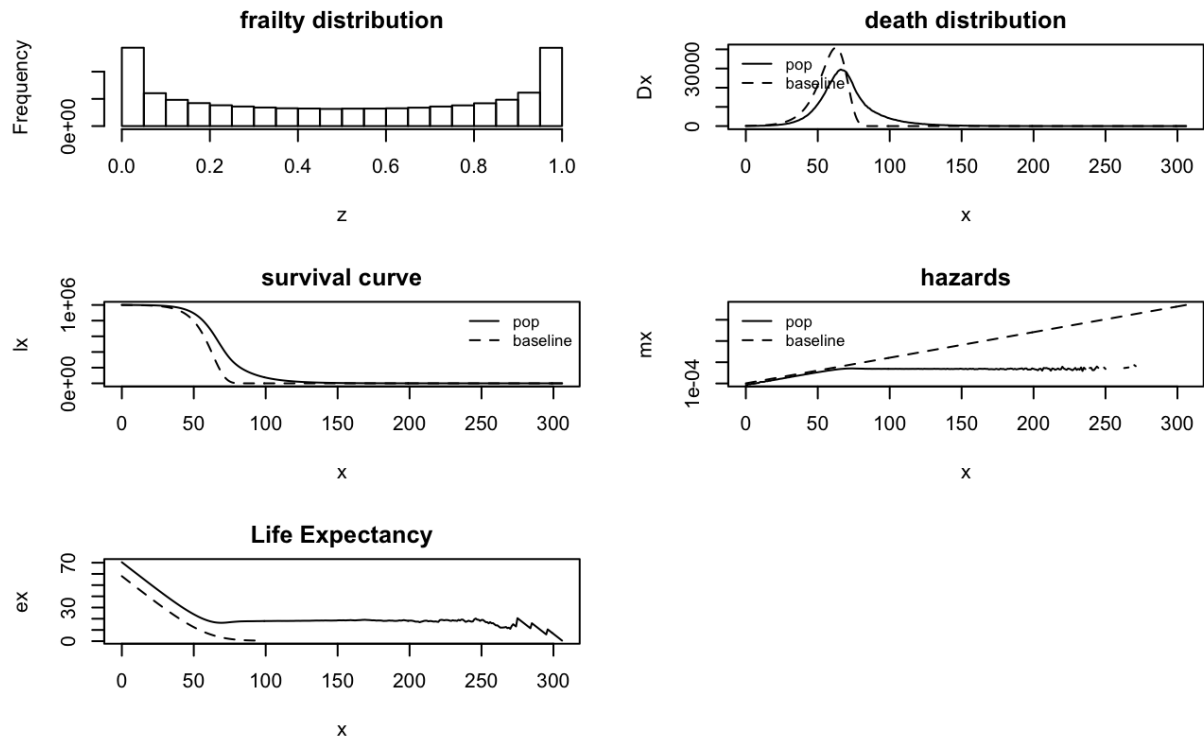 frailty distribution
Frequency
0e+00
0.0 0.2 0.4 0.6 0.8 1.0
z
death distribution
Dx
0 30000
pop
baseline
0 50 100 150 200 250 300
x
survival curve
lx
0e+00 1e+06
pop
baseline
0 50 100 150 200 250 300
x
hazards
mx
1e-04
pop
baseline
0 50 100 150 200 250 300
x
Life Expectancy
ex
0 30 70
0 50 100 150 200 250 300
x